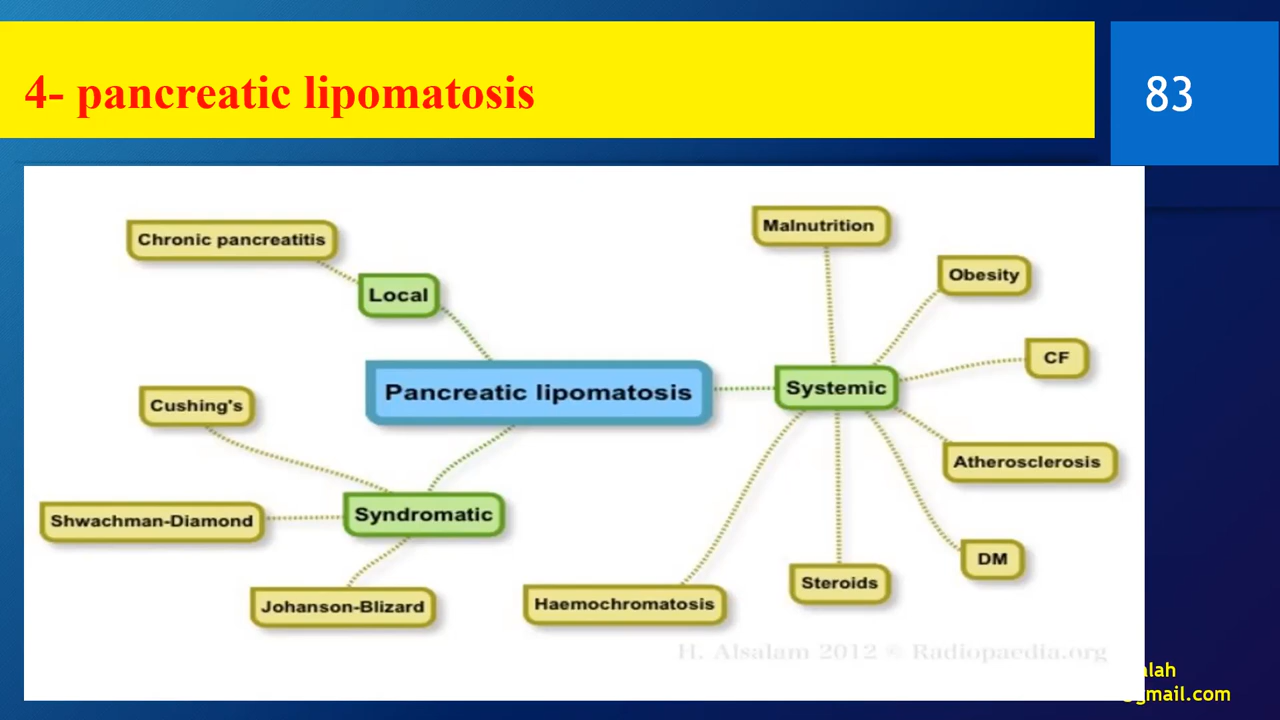 4- pancreatic lipomatosis
83
Chronic pancreatitis
Local
Malnutrition
Obesity
CF
Pancreatic lipomatosis
Systemic
Cushing's
Atherosclerosis
Syndromatic
Shwachman-Diamond
DM
Steroids
Johanson-Blizard
Haemochromatosis
H. Alsalam 2012 © Radiopaedia.org
alah
gmail.com